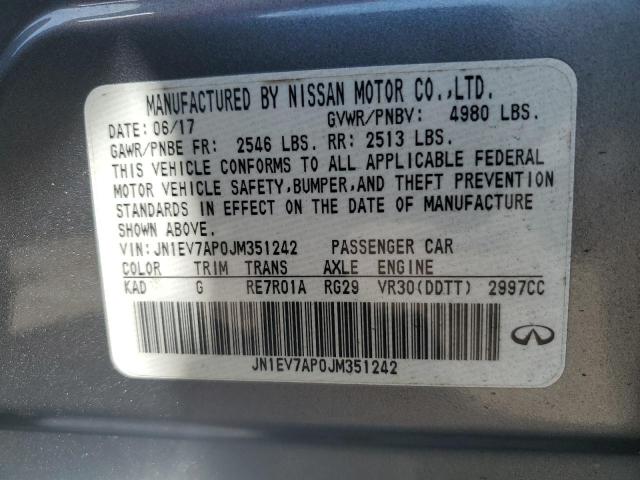 MANUFACTURED BY NISSAN MOTOR CO.,LTD.
DATE: 06/17 GVWR/PNBV: 4980 LBS.
GAWR/PNBE FR: 2546 LBS. RR: 2513 LBS.
THIS VEHICLE CONFORMS TO ALL APPLICABLE FEDERAL
MOTOR VEHICLE SAFETY,BUMPER,AND THEFT PREVENTION
STANDARDS IN EFFECT ON THE DATE OF MANUFACTURE
SHOWN ABOVE.
VIN:JN1EV7AP0JM351242 PASSENGER CAR
COLOR TRIM TRANS AXLE ENGINE
KAD G RE7R01A RG29 VR30(DDTT) 2997CC
JN1EV7AP0JM351242